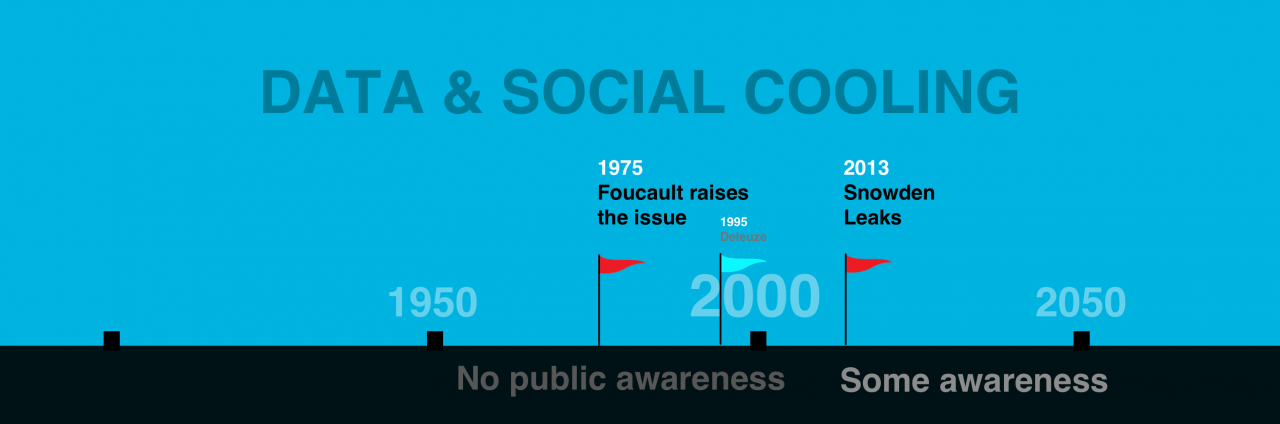 DATA & SOCIAL COOLING
1975
Foucault raises
the issue
1995
Deleuze
2013
Snowden
Leaks
1950
2000
2050
No public awareness
Some awareness